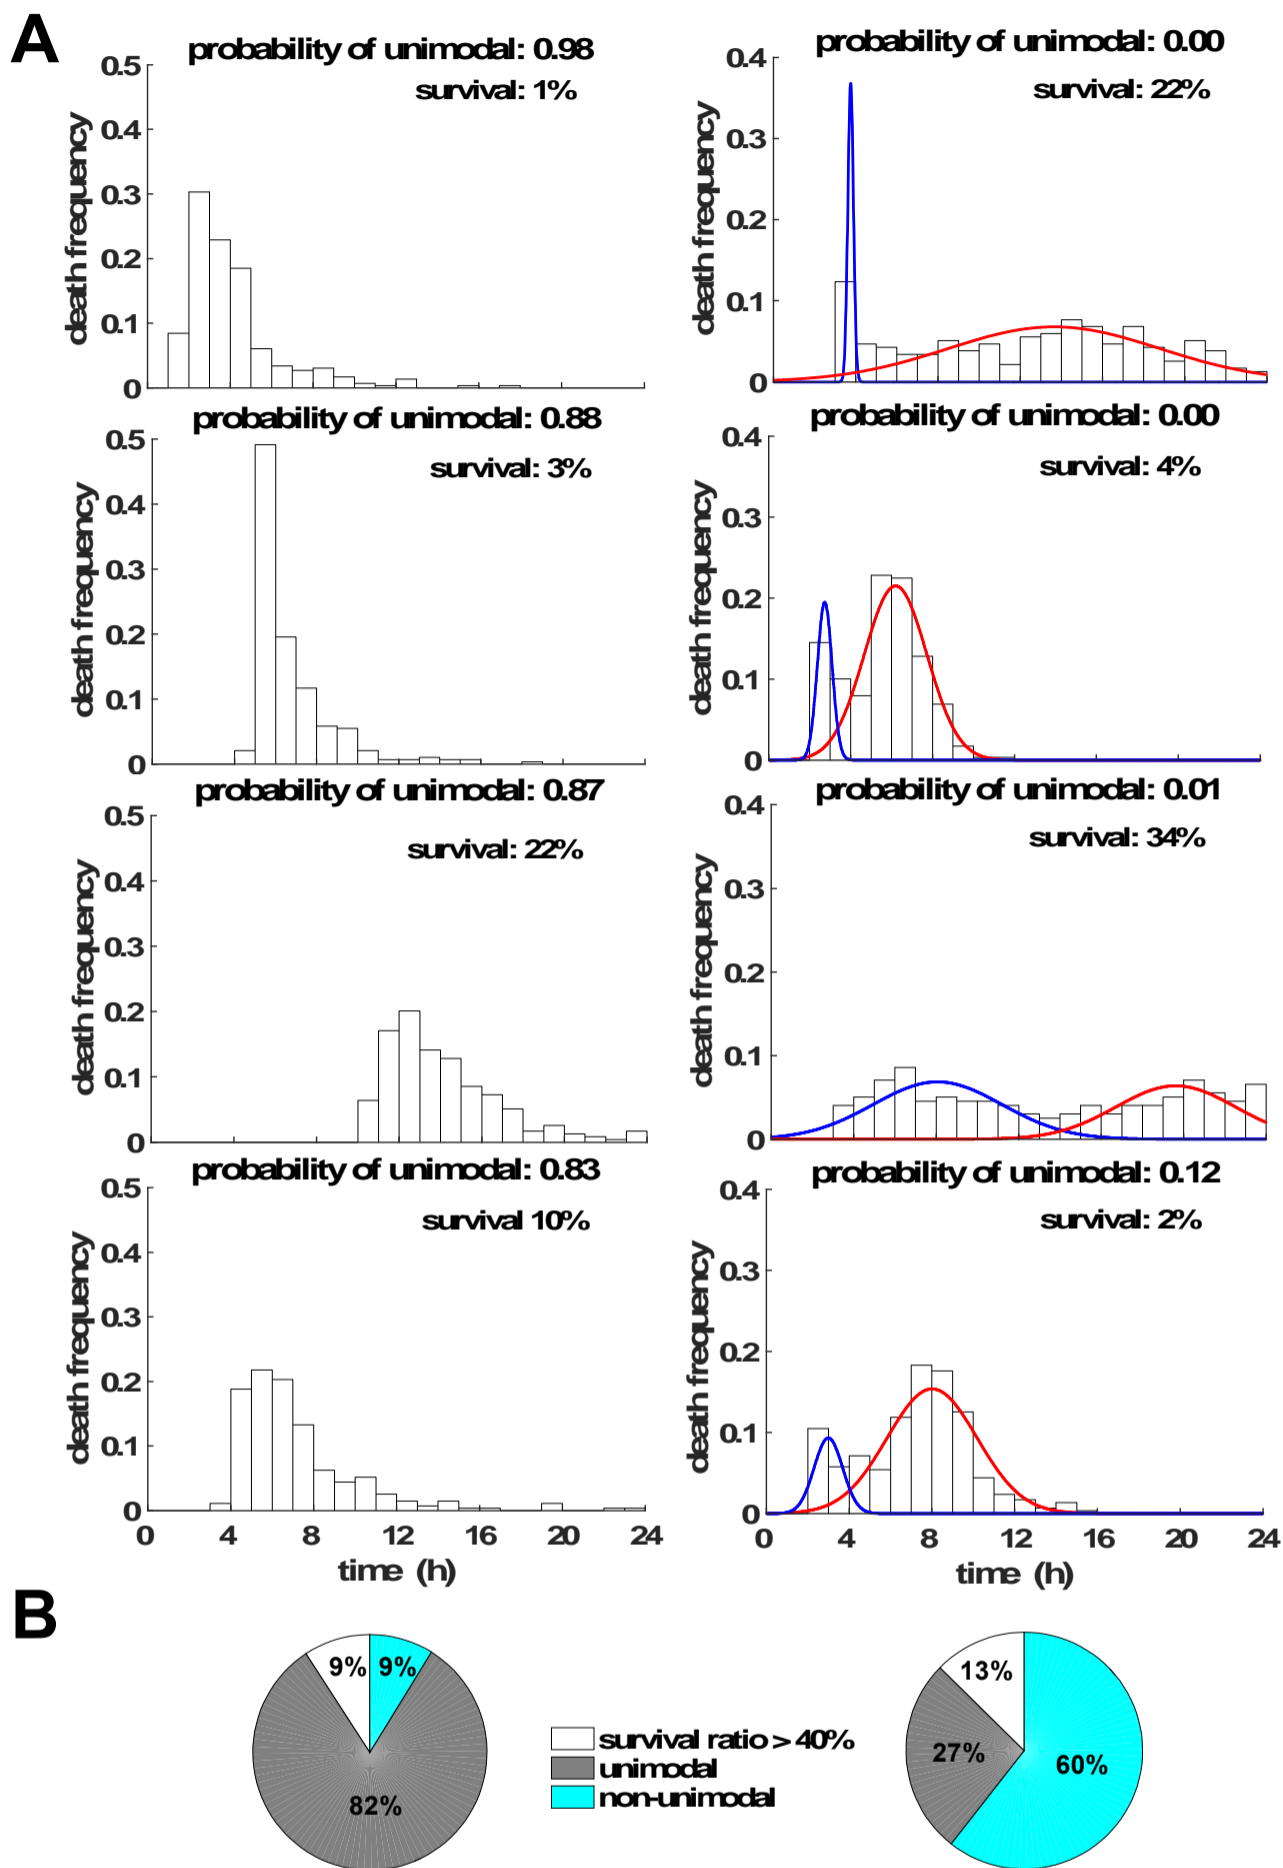 A
probability of unimodal: 0.98
survival: 1%
0.5
0.4
0.3
0.2
0.1
0
death frequency
probability of unimodal: 0.00
survival: 22%
0.4
0.3
0.2
0.1
0
death frequency
probability of unimodal: 0.88
survival: 3%
0.5
0.4
0.3
0.2
0.1
0
death frequency
probability of unimodal: 0.00
survival: 4%
0.4
0.3
0.2
0.1
0
death frequency
probability of unimodal: 0.87
survival: 22%
0.5
0.4
0.3
0.2
0.1
0
death frequency
probability of unimodal: 0.01
survival: 34%
0.4
0.3
0.2
0.1
0
death frequency
probability of unimodal: 0.83
survival 10%
0.5
0.4
0.3
0.2
0.1
0
death frequency
0 4 8 12 16 20 24
time (h)
probability of unimodal: 0.12
survival: 2%
0.4
0.3
0.2
0.1
0
death frequency
0 4 8 12 16 20 24
time (h)
B
9% 9%
82%
survival ratio > 40%
unimodal
non-unimodal
13%
27%
60%